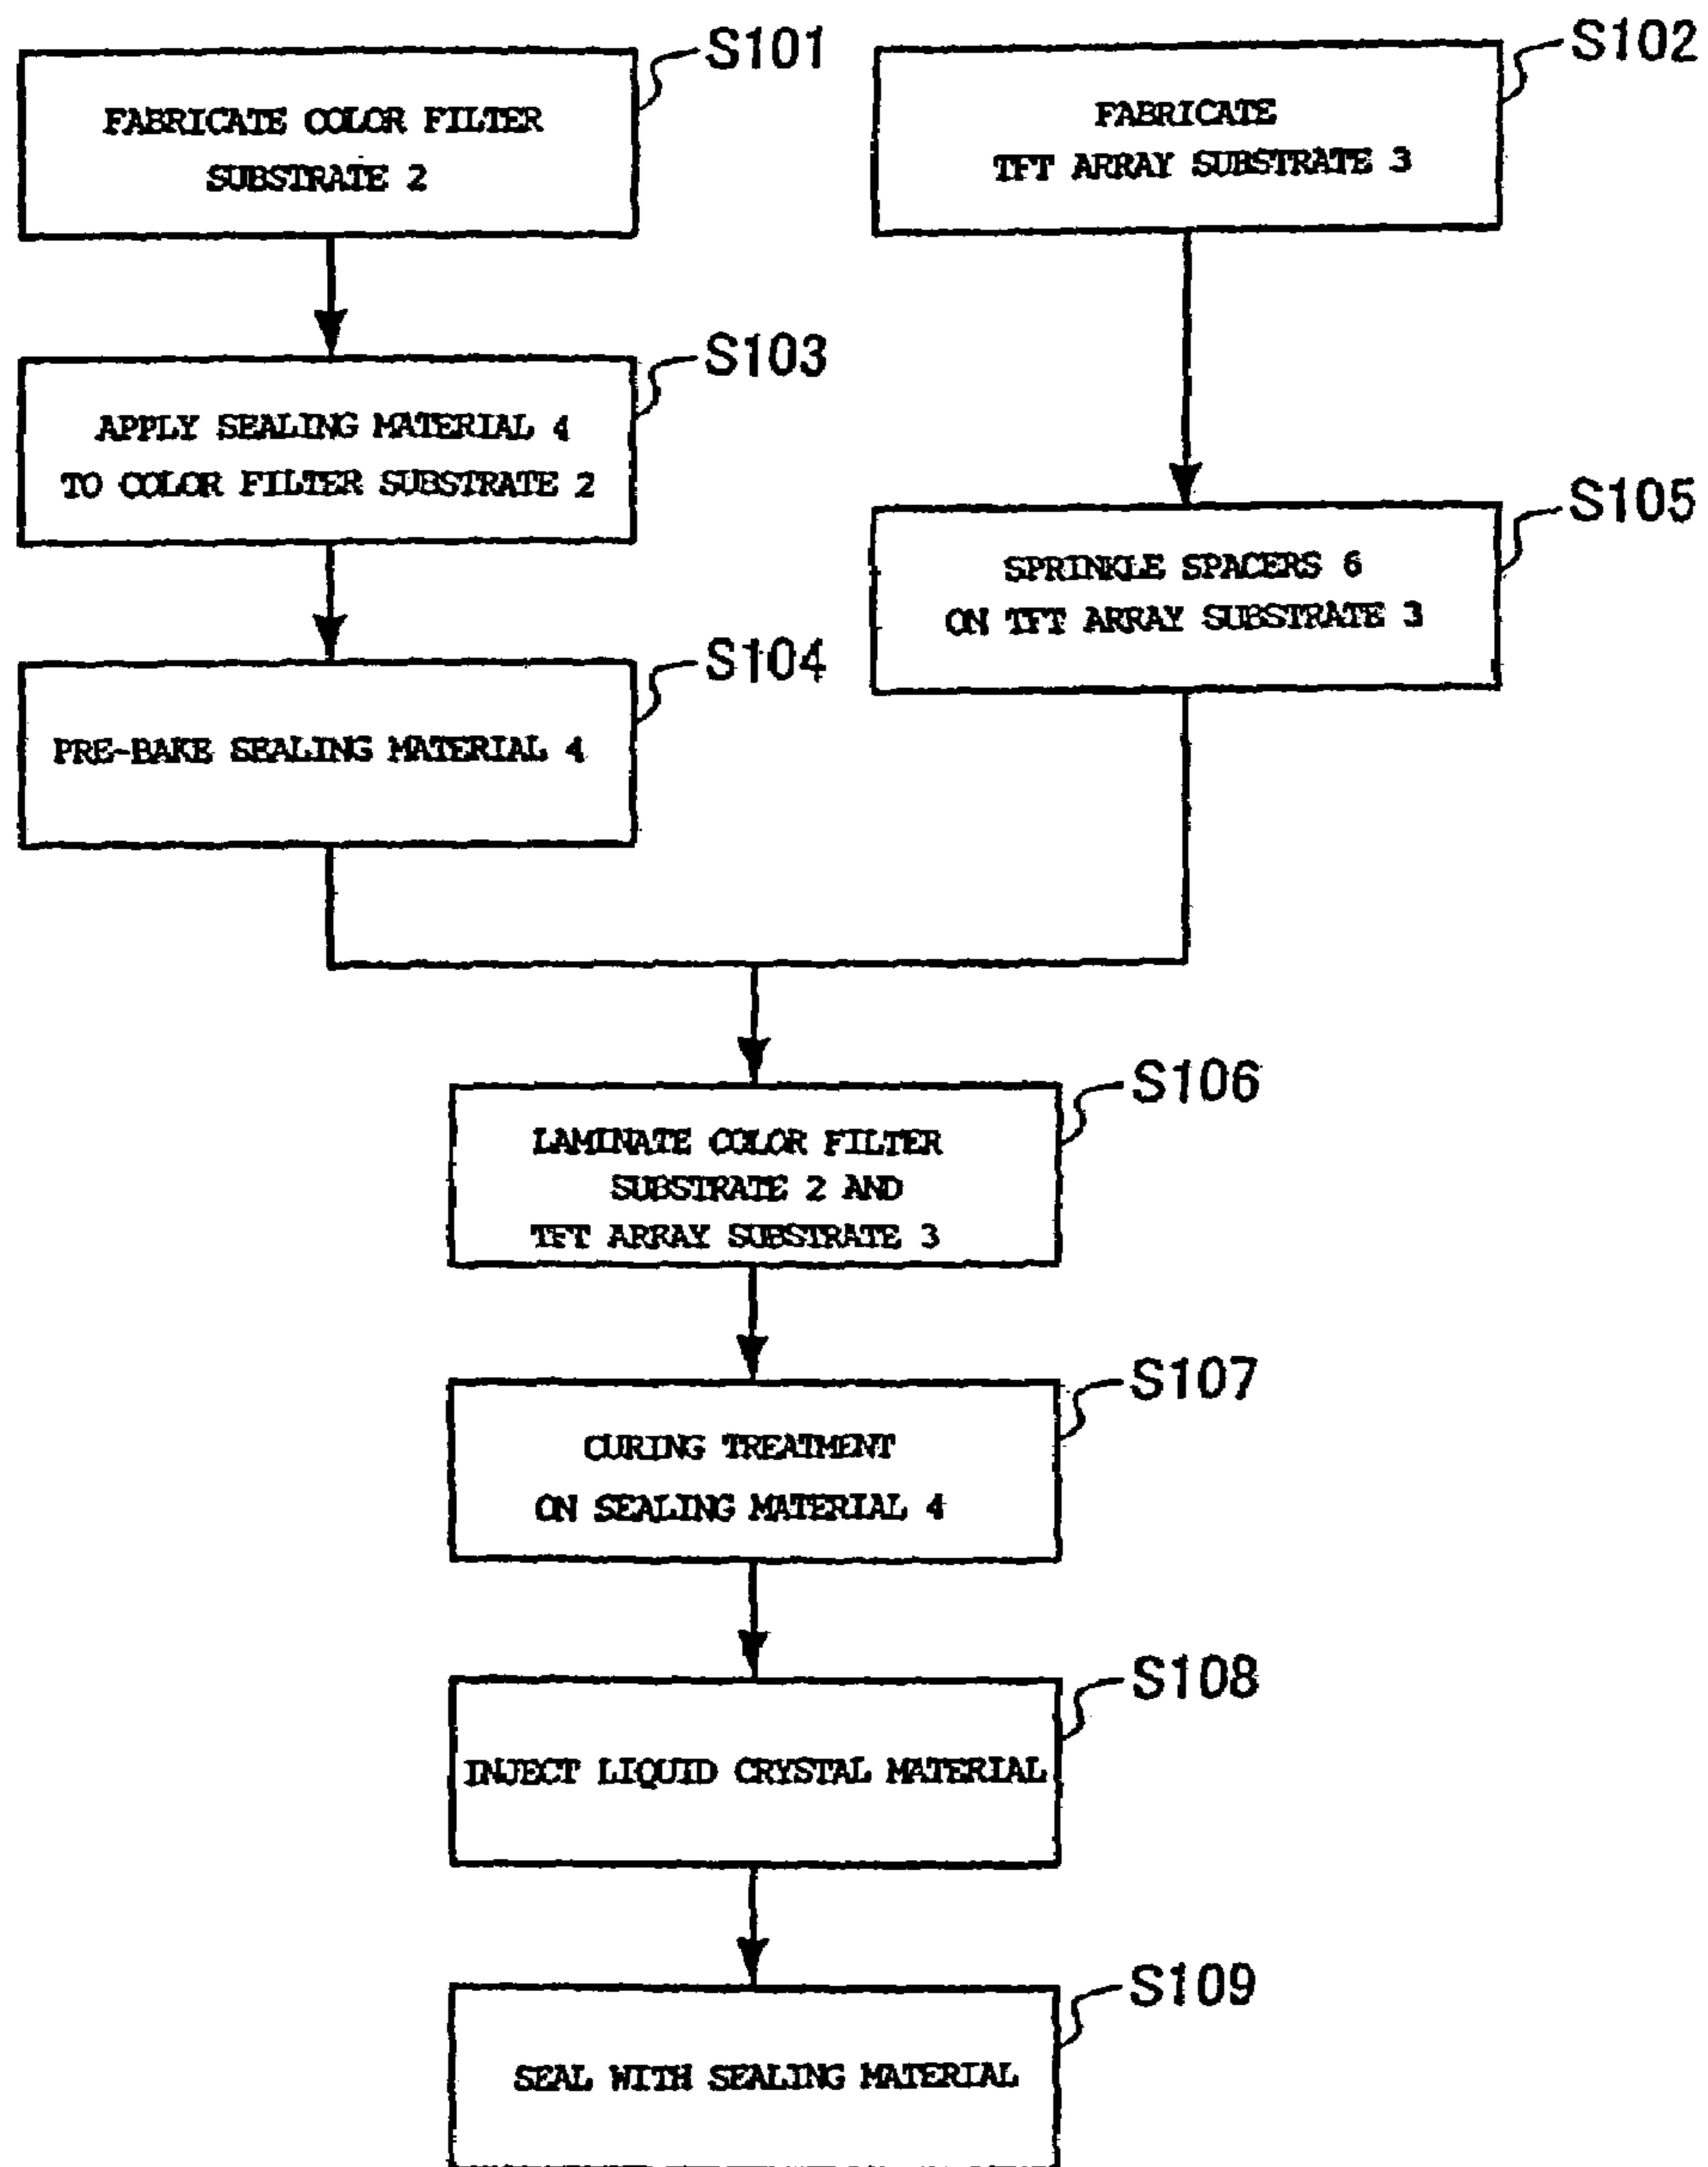 S101
FABRICATE COLOR FILTER
SUBSTRATE 2
S102
FABRICATE
TFT ARRAY SUBSTRATE 3
S103
APPLY SEALING MATERIAL 4
TO COLOR FILTER SUBSTRATE 2
S105
SPRINKLE SPACERS 6
ON TFT ARRAY SUBSTRATE 3
S104
PRE-BAKE SEALING MATERIAL 4
S106
LAMINATE COLOR FILTER
SUBSTRATE 2 AND
TFT ARRAY SUBSTRATE 3
S107
CURING TREATMENT
ON SEALING MATERIAL 4
S108
INJECT LIQUID CRYSTAL MATERIAL
S109
SEAL WITH SEALING MATERIAL